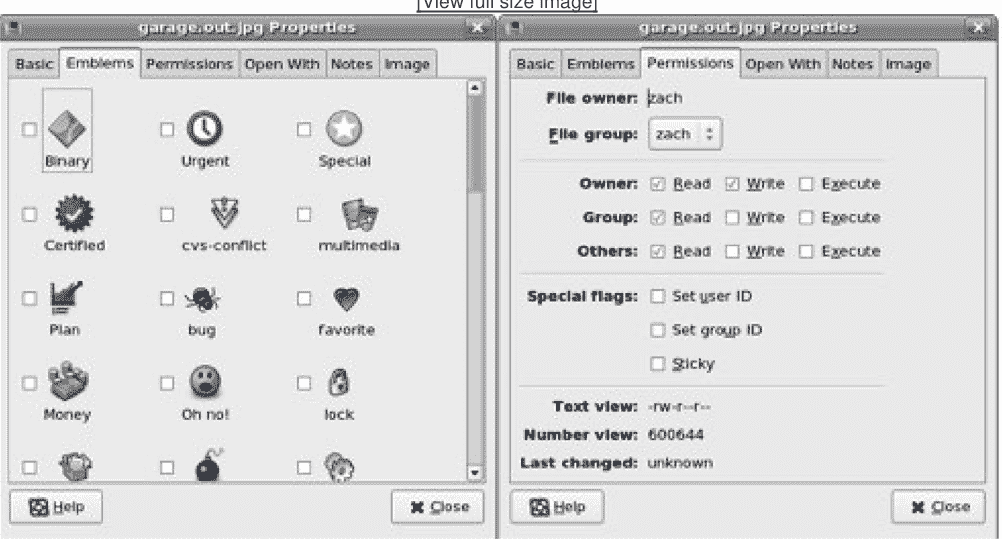 [View full size image]
garage.out.jpg Properties
Basic Emblems Permissions Open With Notes Image
Binary Urgent Special
Certified cvs-conflict multimedia
Plan bug favorite
Money Oh no! lock
Help Close
garage.out.jpg Properties
Basic Emblems Permissions Open With Notes Image
File owner: zach
File group: zach
Owner: Read Write Execute
Group: Read Write Execute
Others: Read Write Execute
Special flags: Set user ID
Set group ID
Sticky
Text view: -rw-r--r--
Number view: 600644
Last changed: unknown
Help Close